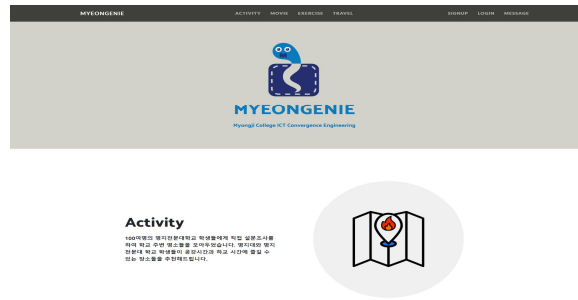 MYEONGENIE
ACTIVITY MOVIE EXERCISE TRAVEL
SIGNUP LOGIN MESSAGE
MYEONGENIE
Myongji College ICT Convergence Engineering
Activity
100여명의 명지전문대학교 학생들에게 직접 설문조사를
하여 학교 주변 명소들을 모아두었습니다. 명지대와 명지
전문대 학교 학생들이 공강시간과 하교 시간에 즐길 수
있는 장소들을 추천해드립니다.